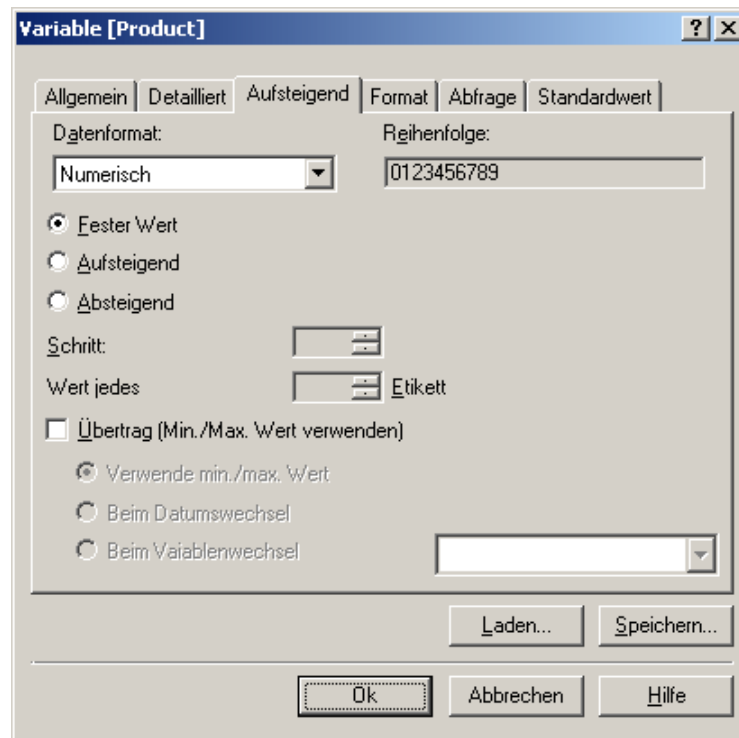 Variable [Product]
Allgemein Detailliert Aufsteigend Format Abfrage Standardwert
Datenformat: Reihenfolge:
Numerisch 0123456789
Fester Wert
Aufsteigend
Absteigend
Schritt:
Wert jedes Etikett
Übertrag (Min./Max. Wert verwenden)
Verwende min./max. Wert
Beim Datumswechsel
Beim Vaiablenwechsel
Laden... Speichern...
Ok Abbrechen Hilfe